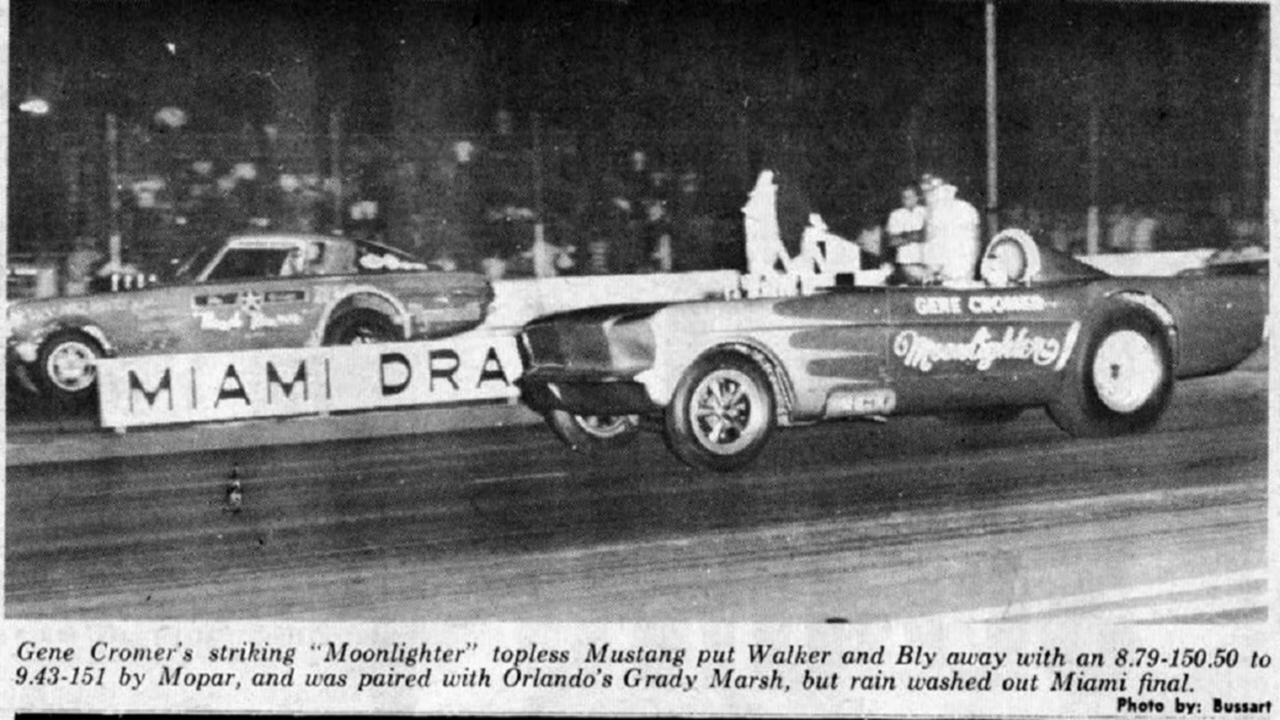 MIAMI DRA
GENE CROMER
Moonlighter!
Gene Cromer's striking "Moonlighter" topless Mustang put Walker and Bly away with an 8.79-150.50 to
9.43-151 by Mopar, and was paired with Orlando's Grady Marsh, but rain washed out Miami final.
Photo by: Bussart